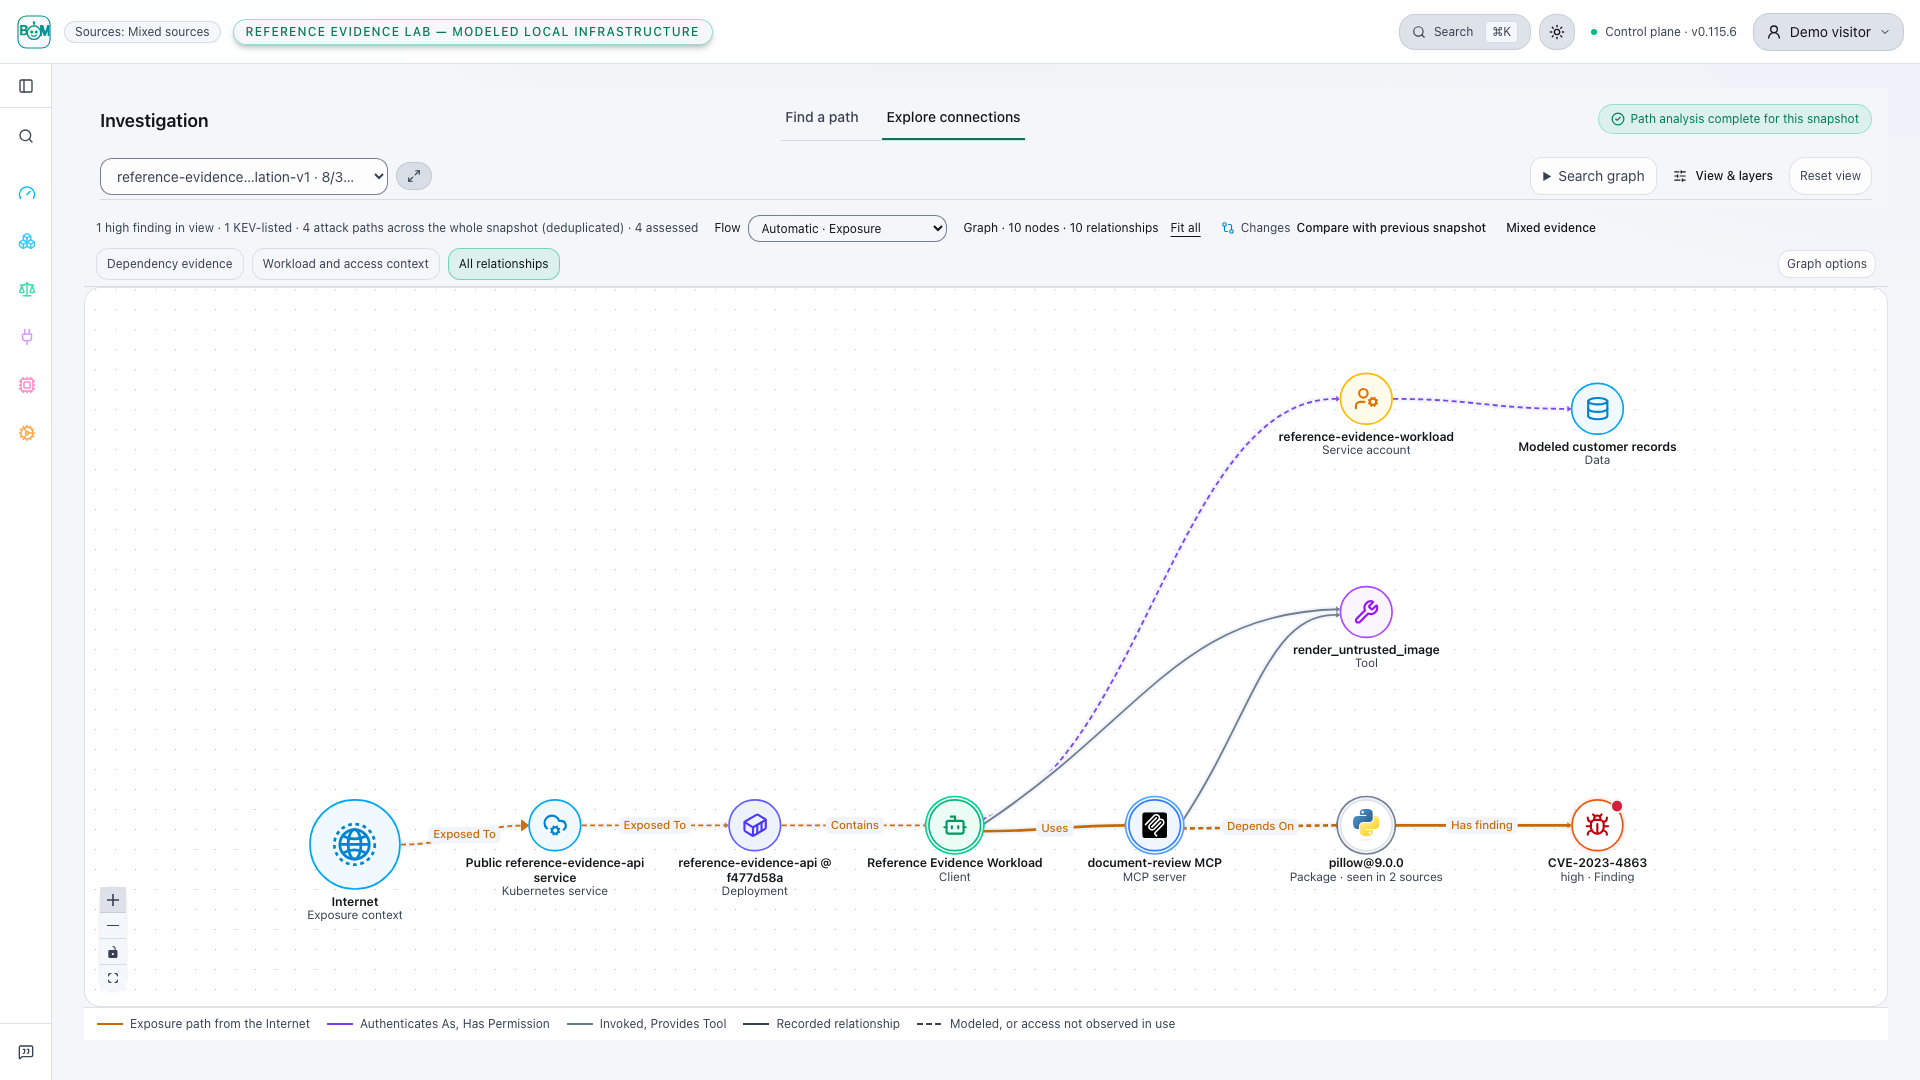 BOM
Sources: Mixed sources
REFERENCE EVIDENCE LAB — MODELED LOCAL INFRASTRUCTURE
Search ⌘K
Control plane · v0.115.6
Demo visitor
Investigation
Find a path
Explore connections
Path analysis complete for this snapshot
reference-evidence...lation-v1 · 8/3...
Search graph
View & layers
Reset view
1 high finding in view · 1 KEV-listed · 4 attack paths across the whole snapshot (deduplicated) · 4 assessed
Flow
Automatic · Exposure
Graph · 10 nodes · 10 relationships
Fit all
Changes
Compare with previous snapshot
Mixed evidence
Dependency evidence
Workload and access context
All relationships
Graph options
reference-evidence-workload
Service account
Modeled customer records
Data
render_untrusted_image
Tool
Exposed To
Exposed To
Contains
Uses
Depends On
Has finding
Internet
Exposure context
Public reference-evidence-api
service
Kubernetes service
reference-evidence-api @
f477d58a
Deployment
Reference Evidence Workload
Client
document-review MCP
MCP server
pillow@9.0.0
Package · seen in 2 sources
CVE-2023-4863
high · Finding
Exposure path from the Internet
Authenticates As, Has Permission
Invoked, Provides Tool
Recorded relationship
Modeled, or access not observed in use